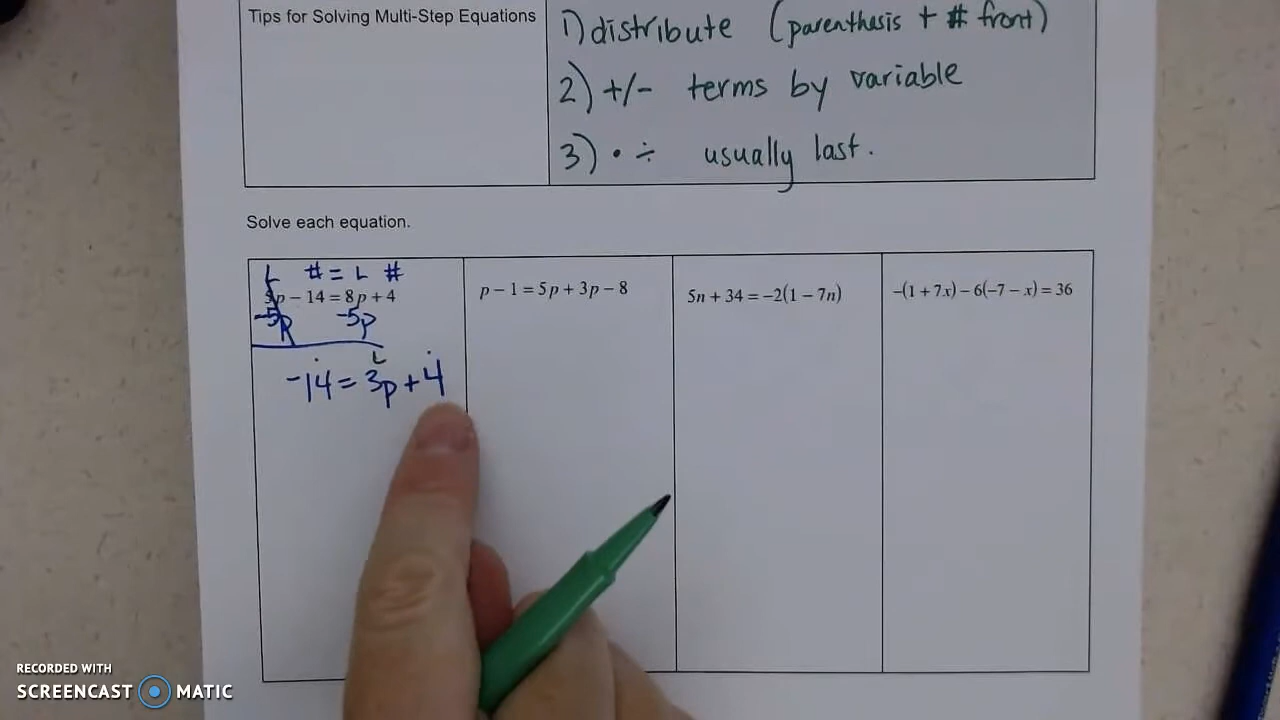 Tips for Solving Multi-Step Equations
1) distribute (parenthesis + # front)
2) +/- terms by variable
3) • ÷ usually last.
Solve each equation.
L # = L #
5p − 14 = 8p + 4
-5p -5p
L
-14 = 3p + 4
p − 1 = 5p + 3p − 8
5n + 34 = −2(1 − 7n)
−(1 + 7x) − 6(−7 − x) = 36
RECORDED WITH
SCREENCAST MATIC